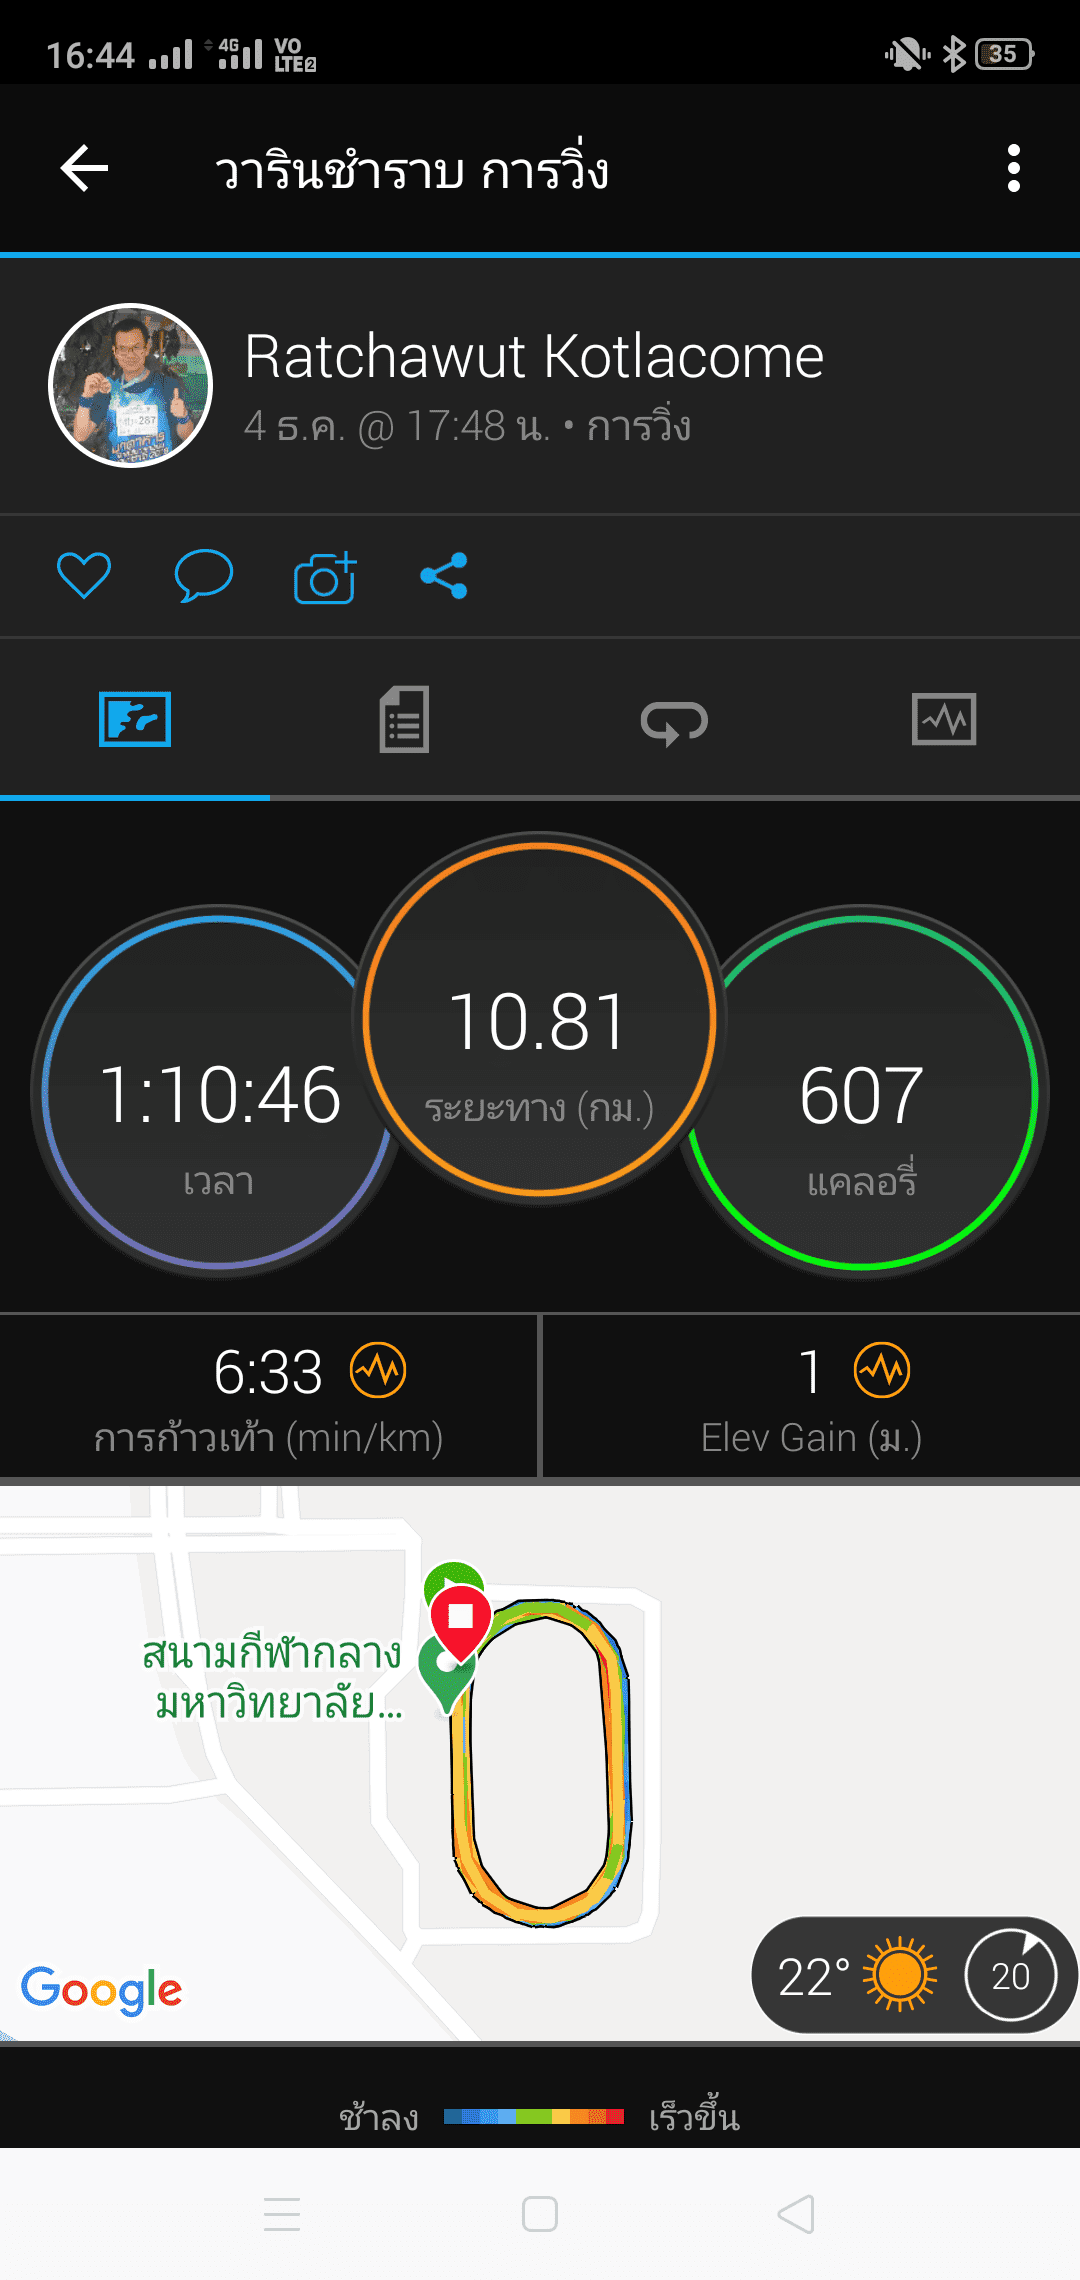 16:44 4G VO LTE2 35
วารินชำราบ การวิ่ง
Ratchawut Kotlacome
4 ธ.ค. @ 17:48 น. • การวิ่ง
10.81
ระยะทาง (กม.)
1:10:46
เวลา
607
แคลอรี่
6:33
การก้าวเท้า (min/km)
1
Elev Gain (ม.)
สนามกีฬากลาง
มหาวิทยาลัย...
22° 20
Google
ช้าลง เร็วขึ้น